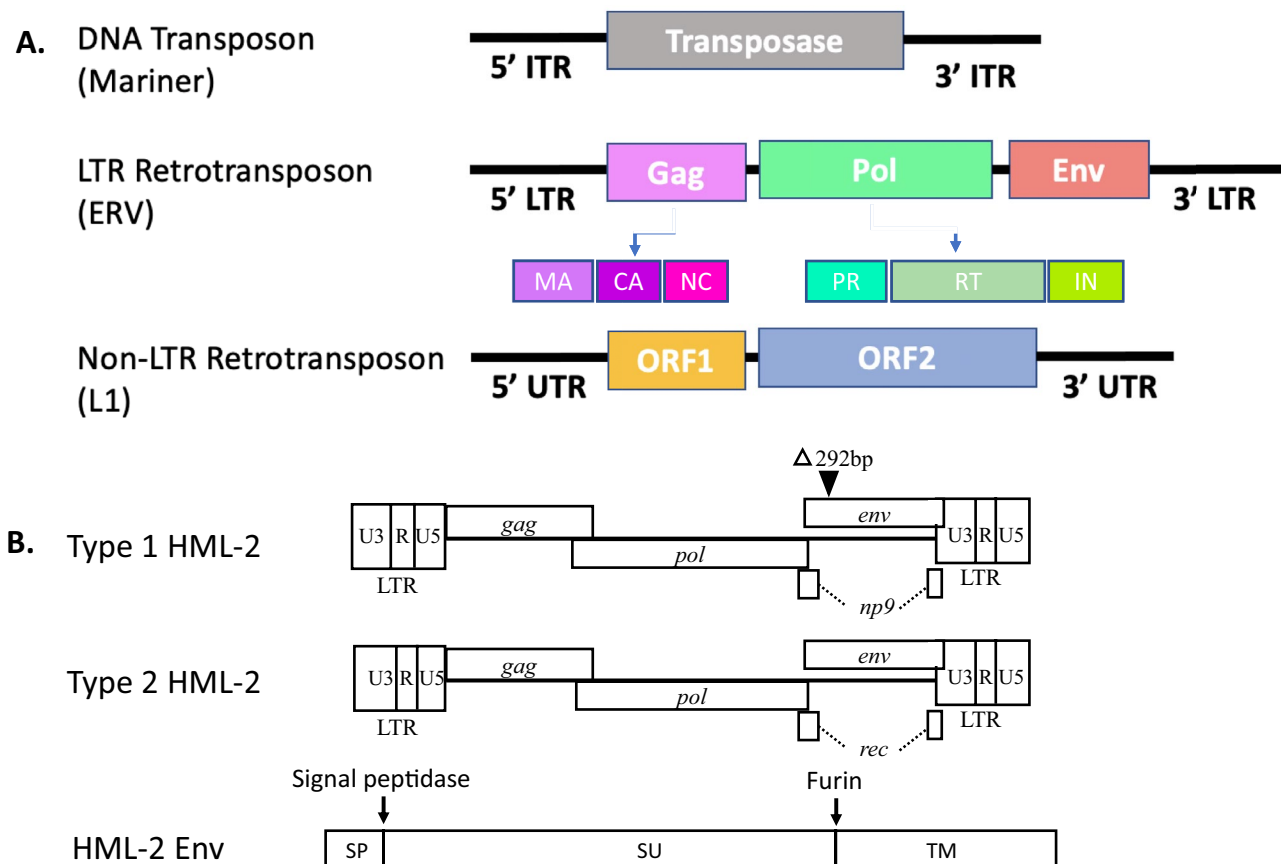 A.
DNA Transposon
(Mariner)
Transposase
5’ ITR
3’ ITR
LTR Retrotransposon
(ERV)
Gag
Pol
Env
5’ LTR
3’ LTR
MA
CA
NC
PR
RT
IN
Non-LTR Retrotransposon
(L1)
ORF1
ORF2
5’ UTR
3’ UTR
B.
Δ 292bp
Type 1 HML-2
U3 R U5
LTR
gag
pol
env
U3 R U5
LTR
np9
Type 2 HML-2
U3 R U5
LTR
gag
pol
env
U3 R U5
LTR
rec
Signal peptidase
Furin
HML-2 Env
SP
SU
TM